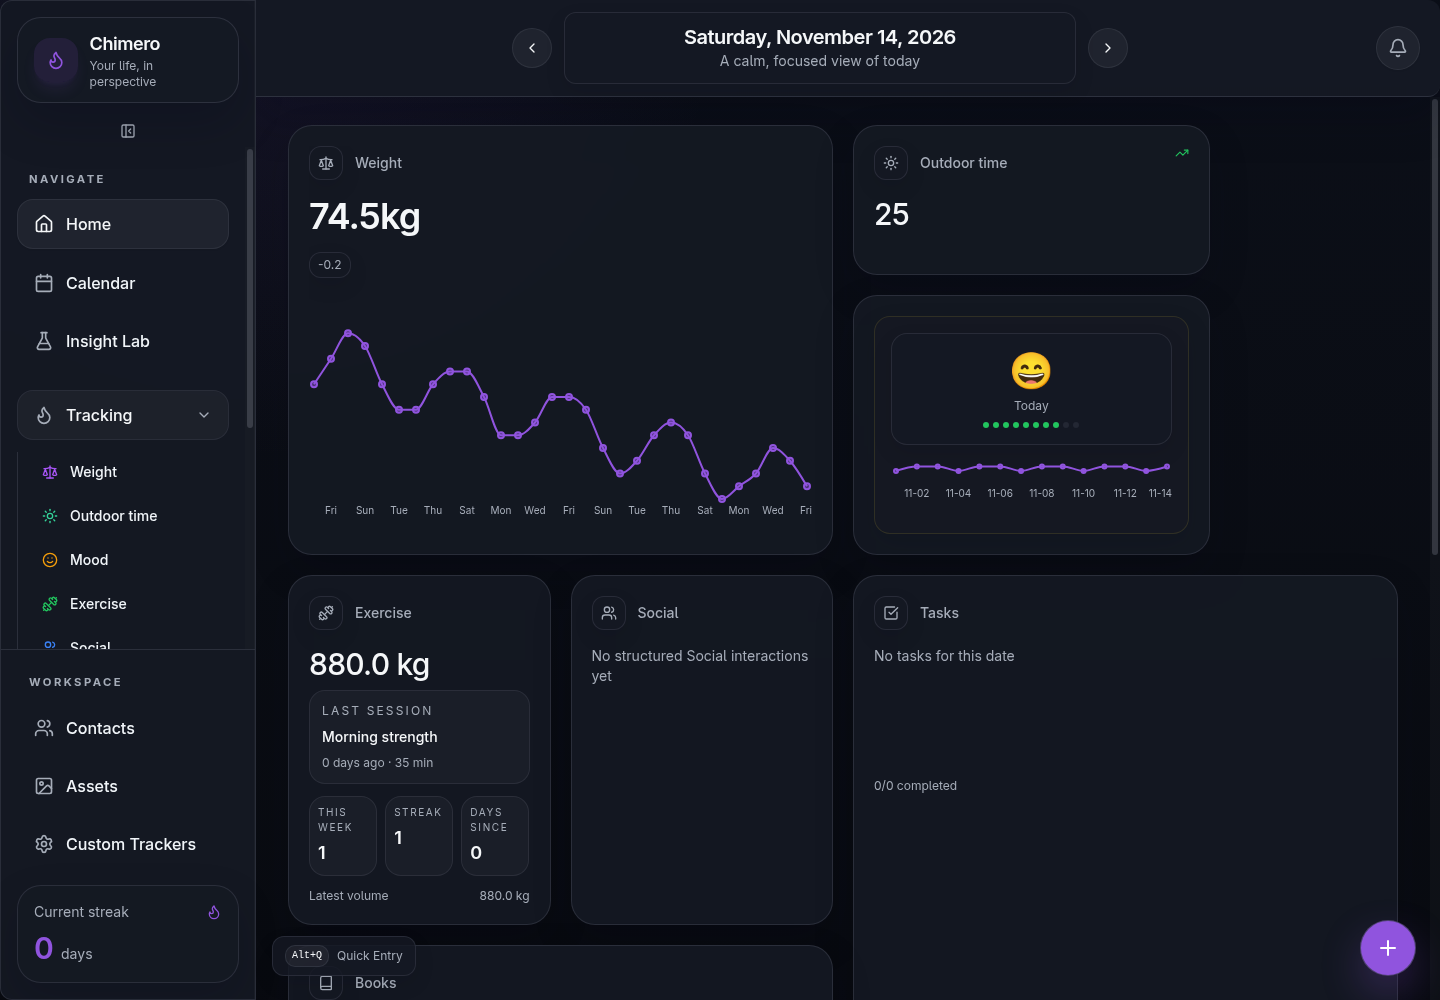 Chimero
Your life, in
perspective
NAVIGATE
Home
Calendar
Insight Lab
Tracking
Weight
Outdoor time
Mood
Exercise
Social
WORKSPACE
Contacts
Assets
Custom Trackers
Current streak
0 days
Saturday, November 14, 2026
A calm, focused view of today
Weight
74.5kg
-0.2
Fri Sun Tue Thu Sat Mon Wed Fri Sun Tue Thu Sat Mon Wed Fri
Outdoor time
25
Today
11-02 11-04 11-06 11-08 11-10 11-12 11-14
Exercise
880.0 kg
LAST SESSION
Morning strength
0 days ago · 35 min
THIS
WEEK
1
STREAK
1
DAYS
SINCE
0
Latest volume 880.0 kg
Social
No structured Social interactions
yet
Tasks
No tasks for this date
0/0 completed
Alt+Q Quick Entry
Books